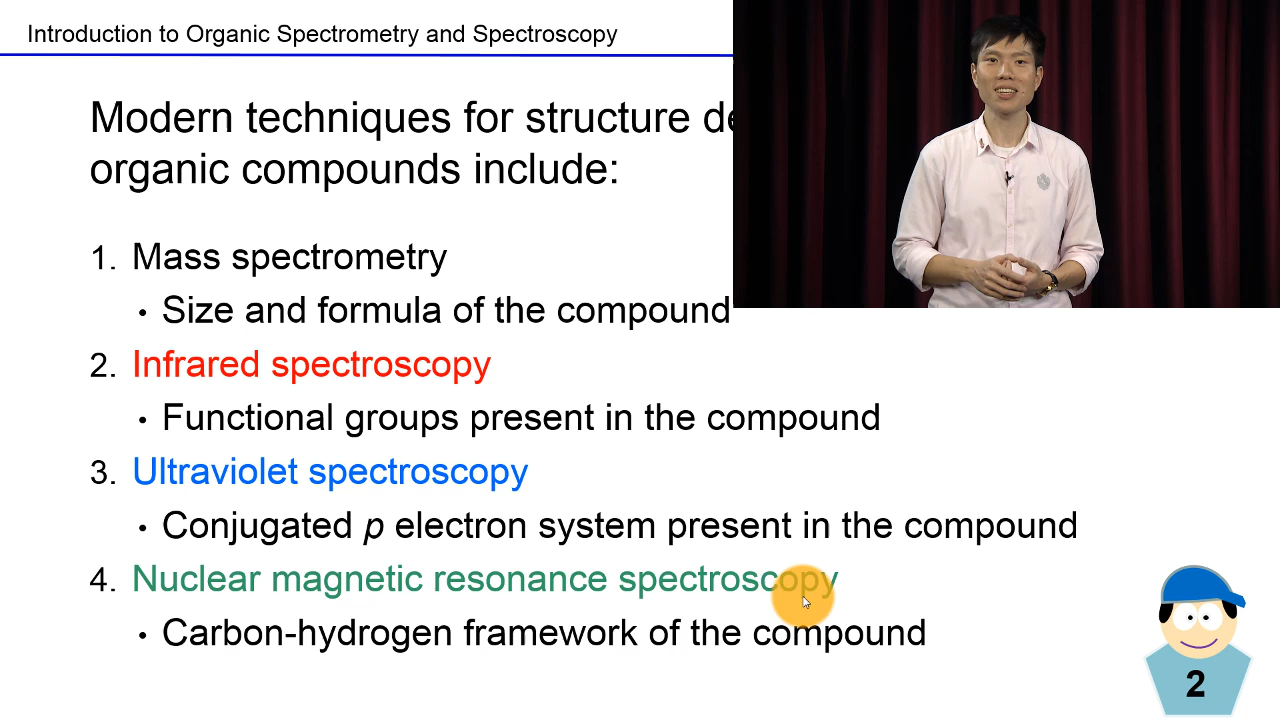 Introduction to Organic Spectrometry and Spectroscopy
Modern techniques for structure
organic compounds include:
1. Mass spectrometry
• Size and formula of the compound
2. Infrared spectroscopy
• Functional groups present in the compound
3. Ultraviolet spectroscopy
• Conjugated p electron system present in the compound
4. Nuclear magnetic resonance spectroscopy
• Carbon-hydrogen framework of the compound
2